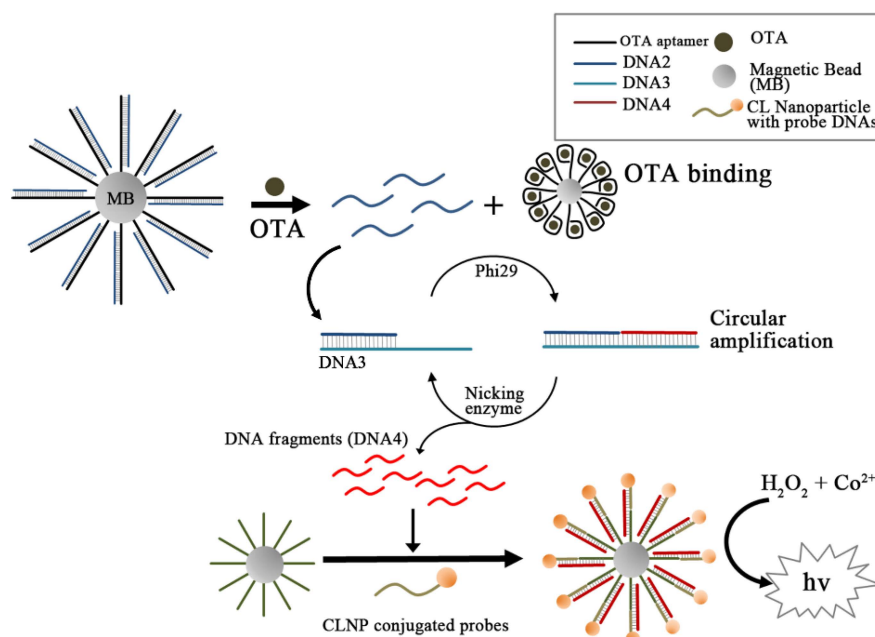 OTA aptamer
DNA2
DNA3
DNA4
OTA
Magnetic Bead
(MB)
CL Nanoparticle
with probe DNAs
MB
OTA
+
OTA binding
Phi29
DNA3
Circular
amplification
Nicking
enzyme
DNA fragments (DNA4)
H₂O₂ + Co²⁺
CLNP conjugated probes
hv